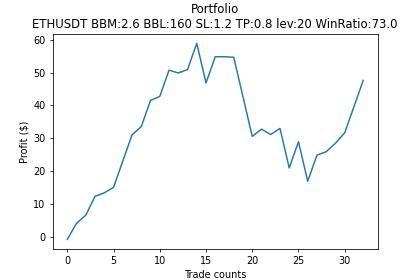 Portfolio
ETHUSDT BBM:2.6 BBL:160 SL:1.2 TP:0.8 lev:20 WinRatio:73.0
60
50
40
30
20
10
0
Profit ($)
0 5 10 15 20 25 30
Trade counts